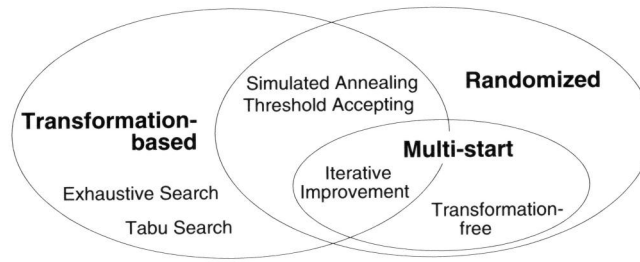 Simulated Annealing
Threshold Accepting
Randomized
Transformation-
based
Multi-start
Iterative
Improvement
Exhaustive Search
Tabu Search
Transformation-
free